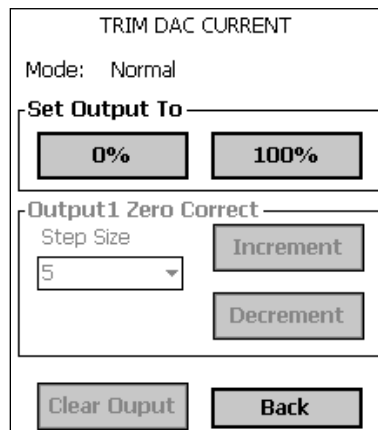 TRIM DAC CURRENT
Mode: Normal
Set Output To
0% 100%
Output1 Zero Correct
Step Size
Increment
5
Decrement
Clear Ouput Back